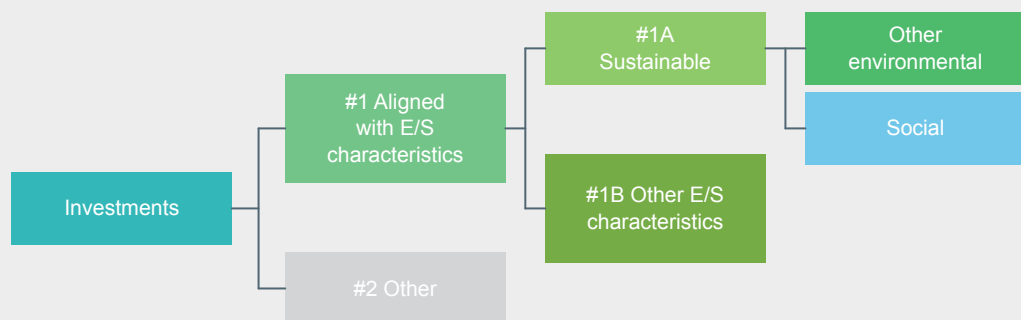 #1A
Sustainable
Other
environmental
#1 Aligned
with E/S
characteristics
Social
Investments
#1B Other E/S
characteristics
#2 Other